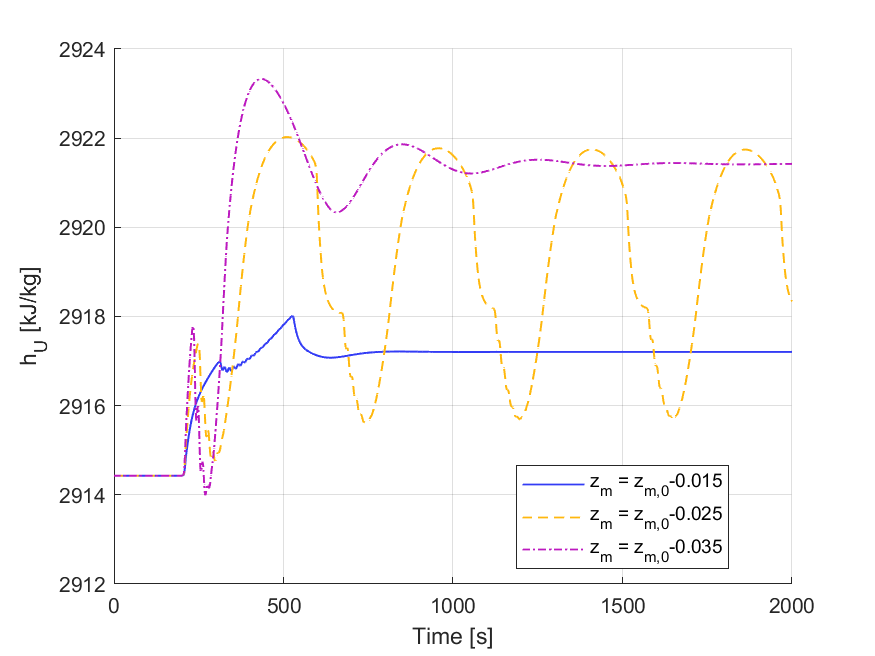 2924
2922
2920
2918
2916
2914
2912
h_U [kJ/kg]
z_m = z_m,0-0.015
z_m = z_m,0-0.025
z_m = z_m,0-0.035
0 500 1000 1500 2000
Time [s]